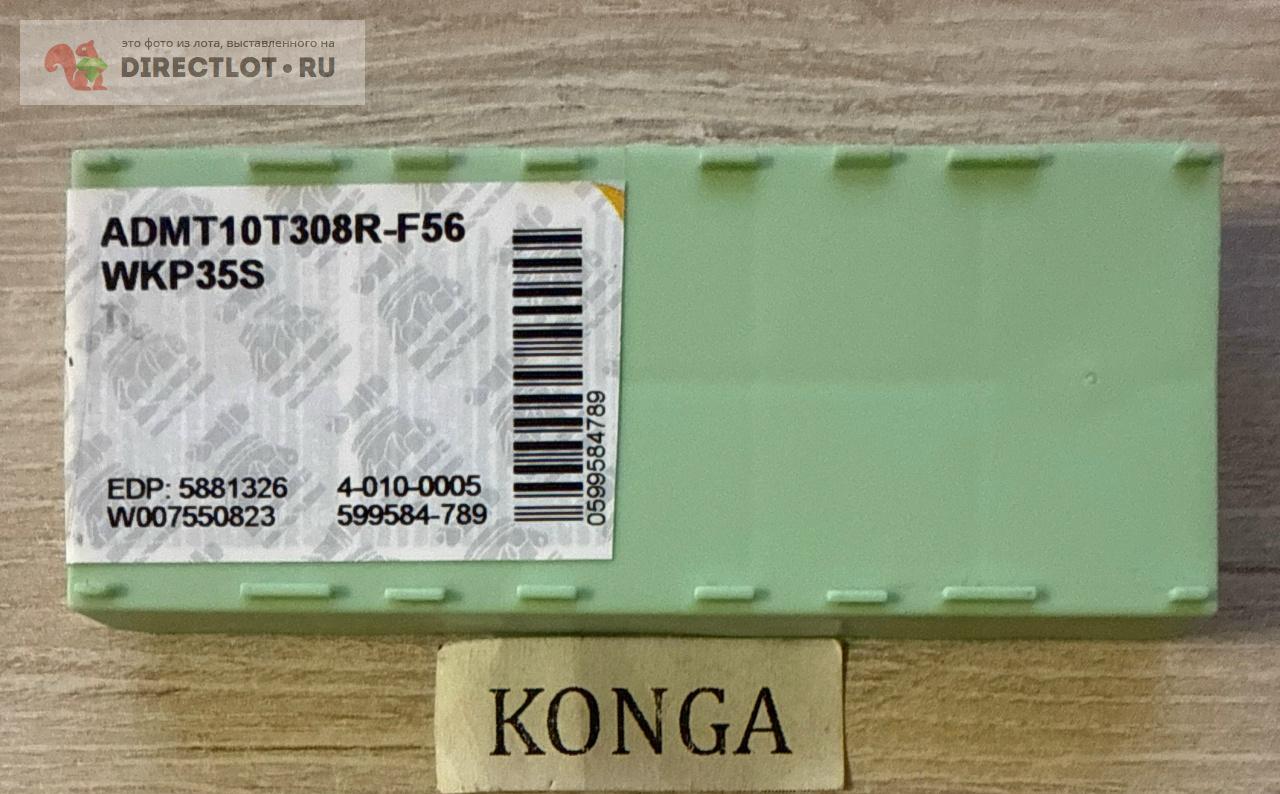 это фото из лота, выставленного на
DIRECTLOT.RU
ADMT10T308R-F56
WKP35S
EDP: 5881326 4-010-0005
W007550823 599584-789
0599584789
KONGA